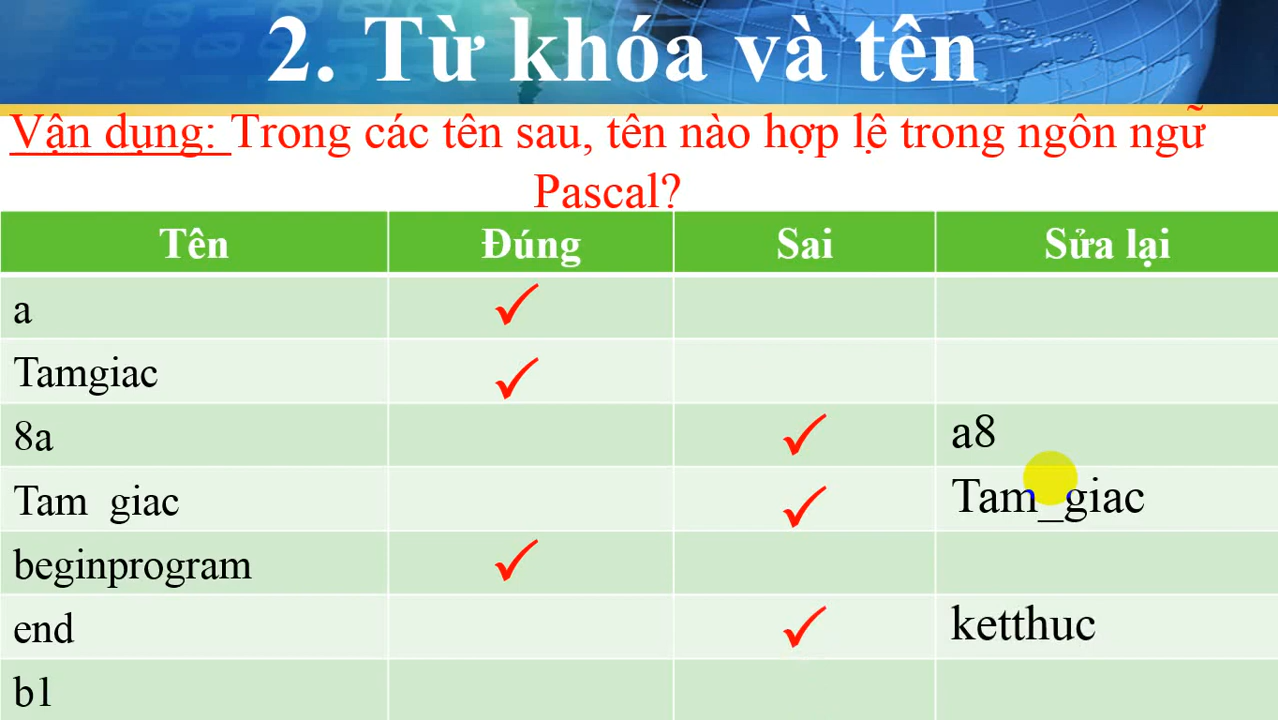 2. Từ khóa và tên
Vận dụng: Trong các tên sau, tên nào hợp lệ trong ngôn ngữ
Pascal?
Tên Đúng Sai Sửa lại
a ✓
Tamgiac ✓
8a ✓ a8
Tam giac ✓ Tam_giac
beginprogram ✓
end ✓ ketthuc
b1